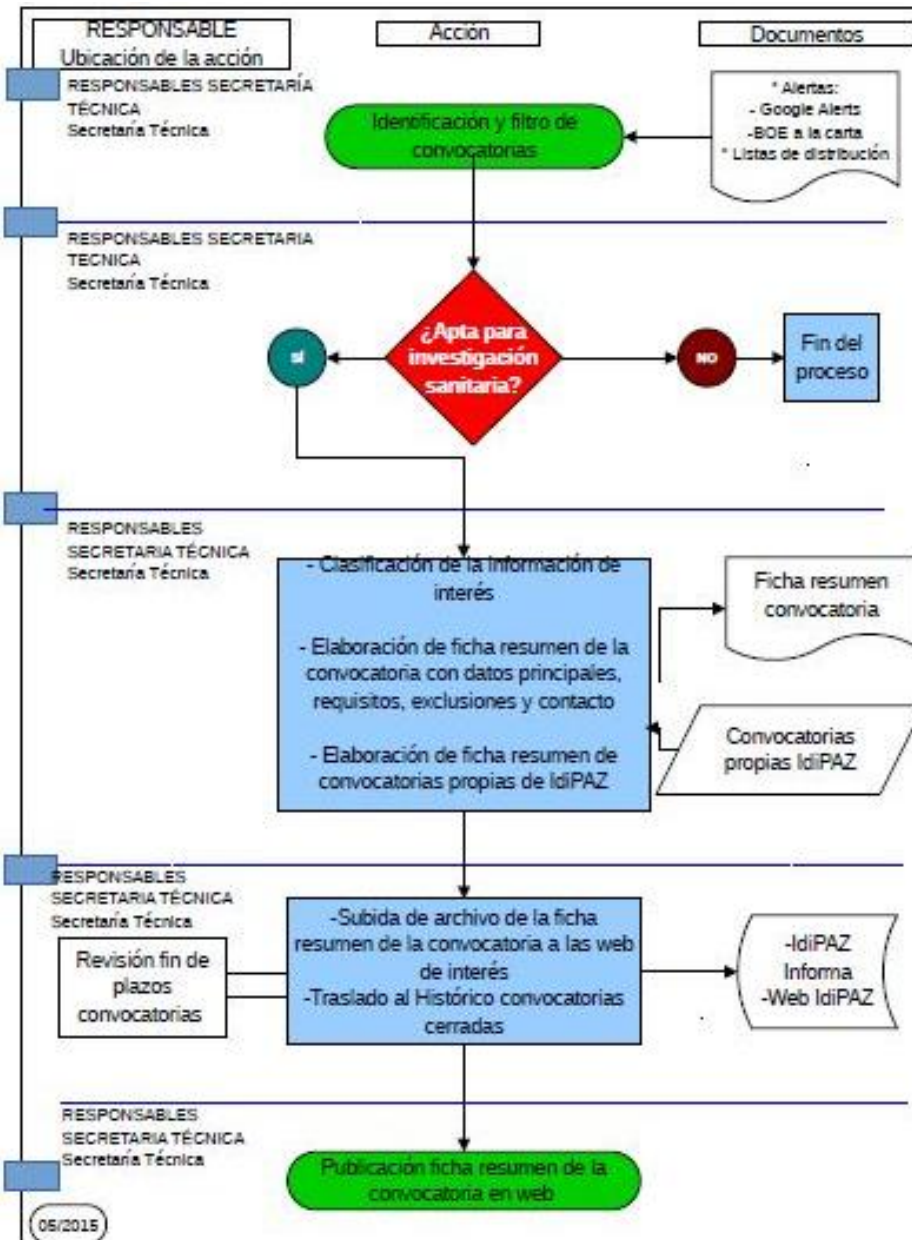 RESPONSABLE
Ubicación de la acción
Acción
Documentos
RESPONSABLES SECRETARÍA
TÉCNICA
Secretaría Técnica
Identificación y filtro de
convocatorias
* Alertas:
- Google Alerts
-BOE a la carta
* Listas de distribución
RESPONSABLES SECRETARIA
TECNICA
Secretaría Técnica
¿Apta para
investigación
sanitaria?
SÍ
NO
Fin del
proceso
RESPONSABLES
SECRETARIA TÉCNICA
Secretaría Técnica
- Clasificación de la información de
interés
- Elaboración de ficha resumen de la
convocatoria con datos principales,
requisitos, exclusiones y contacto
- Elaboración de ficha resumen de
convocatorias propias de IdiPAZ
Ficha resumen
convocatoria
Convocatorias
propias IdiPAZ
RESPONSABLES
SECRETARIA TÉCNICA
Secretaría Técnica
Revisión fin de
plazos
convocatorias
-Subida de archivo de la ficha
resumen de la convocatoria a las web
de interés
-Traslado al Histórico convocatorias
cerradas
-IdiPAZ
Informa
-Web IdiPAZ
RESPONSABLES
SECRETARIA TÉCNICA
Secretaría Técnica
Publicación ficha resumen de la
convocatoria en web
05/2015